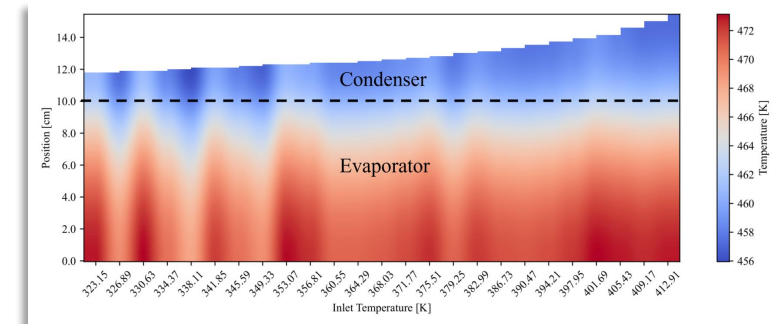 14.0
12.0
10.0
8.0
6.0
4.0
2.0
0.0
Position [cm]
Condenser
Evaporator
323.15 326.89 330.63 334.37 338.11 341.85 345.59 349.33 353.07 356.81 360.55 364.29 368.03 371.77 375.51 379.25 382.99 386.73 390.47 394.21 397.95 401.69 405.43 409.17 412.91
Inlet Temperature [K]
472
470
468
466
464
462
460
458
456
Temperature [K]